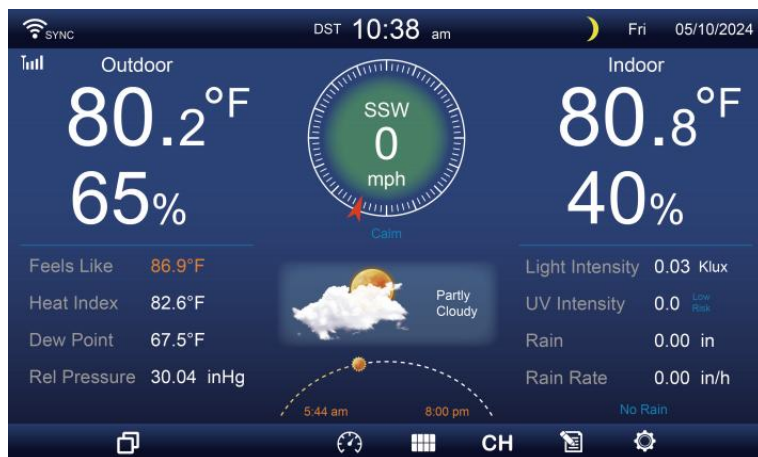 SYNC
DST 10:38 am
Fri 05/10/2024
Outdoor
80.2°F
65%
Feels Like 86.9°F
Heat Index 82.6°F
Dew Point 67.5°F
Rel Pressure 30.04 inHg
SSW
0
mph
Calm
Partly
Cloudy
5:44 am 8:00 pm
Indoor
80.8°F
40%
Light Intensity 0.03 Klux
UV Intensity 0.0 Low
Risk
Rain 0.00 in
Rain Rate 0.00 in/h
No Rain
CH